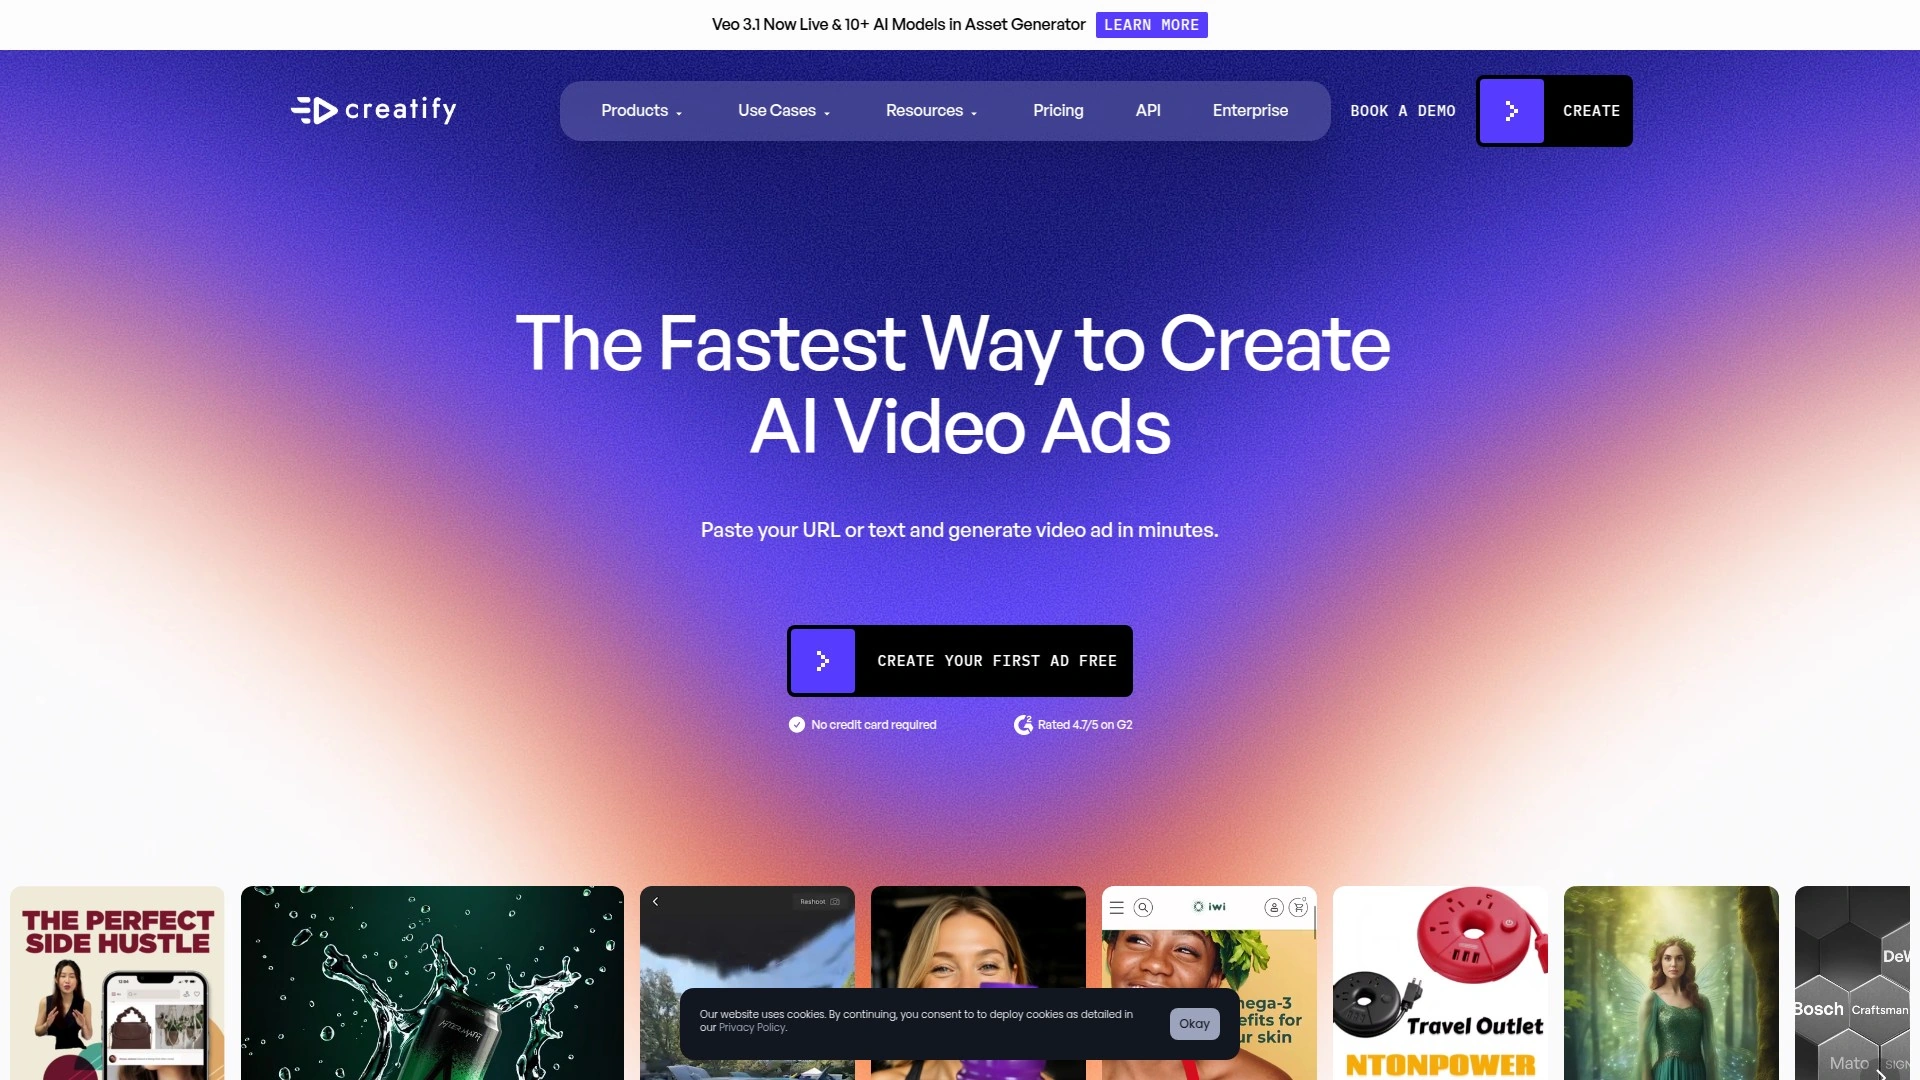 Veo 3.1 Now Live & 10+ AI Models in Asset Generator LEARN MORE
creatify
Products
Use Cases
Resources
Pricing
API
Enterprise
BOOK A DEMO
CREATE
The Fastest Way to Create
AI Video Ads
Paste your URL or text and generate video ad in minutes.
CREATE YOUR FIRST AD FREE
No credit card required
Rated 4.7/5 on G2
THE PERFECT
SIDE HUSTLE
AFTERMATH
Reshoot
iwi
mega-3
efits for
ur skin
Travel Outlet
NTONPOWER
DeW
Bosch
Craftsman
Mato
SIGN
Our website uses cookies. By continuing, you consent to to deploy cookies as detailed in
our Privacy Policy.
Okay